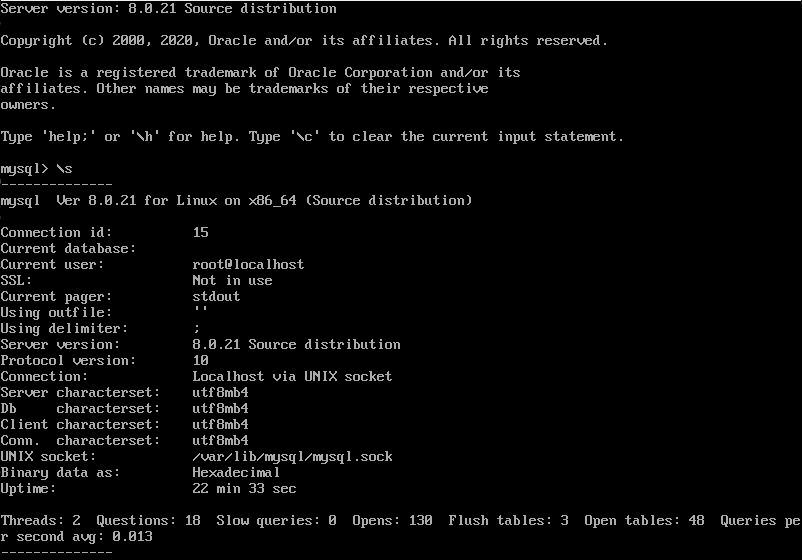 Server version: 8.0.21 Source distribution
Copyright (c) 2000, 2020, Oracle and/or its affiliates. All rights reserved.
Oracle is a registered trademark of Oracle Corporation and/or its
affiliates. Other names may be trademarks of their respective
owners.
Type 'help;' or '\h' for help. Type '\c' to clear the current input statement.
mysql> \s
--------------
mysql  Ver 8.0.21 for Linux on x86_64 (Source distribution)
Connection id:          15
Current database:
Current user:           root@localhost
SSL:                    Not in use
Current pager:          stdout
Using outfile:          ''
Using delimiter:        ;
Server version:         8.0.21 Source distribution
Protocol version:       10
Connection:             Localhost via UNIX socket
Server characterset:    utf8mb4
Db     characterset:    utf8mb4
Client characterset:    utf8mb4
Conn.  characterset:    utf8mb4
UNIX socket:            /var/lib/mysql/mysql.sock
Binary data as:         Hexadecimal
Uptime:                 22 min 33 sec
Threads: 2  Questions: 18  Slow queries: 0  Opens: 130  Flush tables: 3  Open tables: 48  Queries pe
r second avg: 0.013
--------------